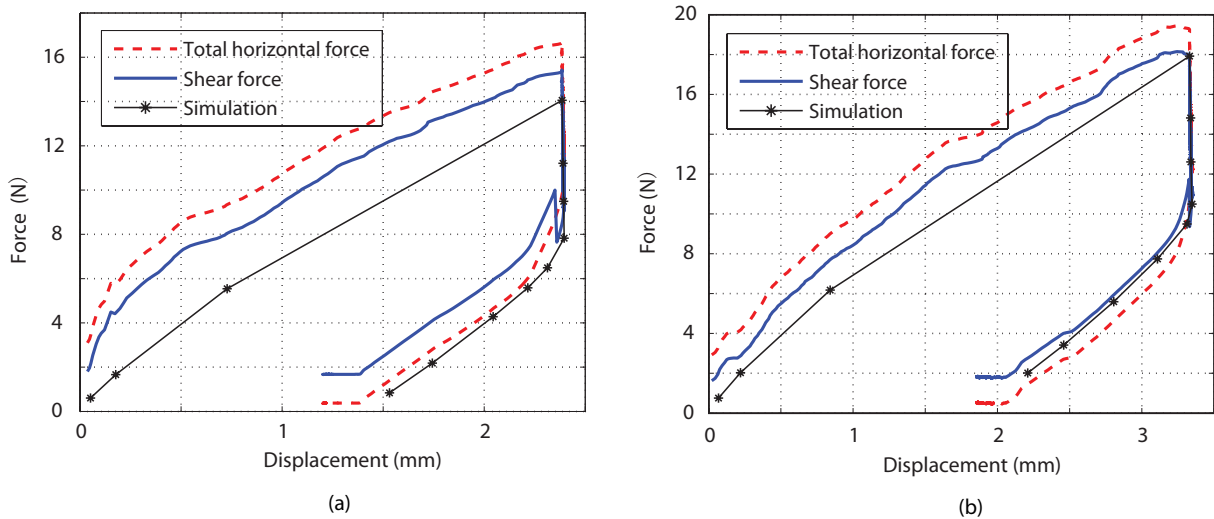 Total horizontal force
Shear force
Simulation
16
12
8
4
0
Force (N)
0
1
2
Displacement (mm)
(a)
Total horizontal force
Shear force
Simulation
20
16
12
8
4
0
Force (N)
0
1
2
3
Displacement (mm)
(b)